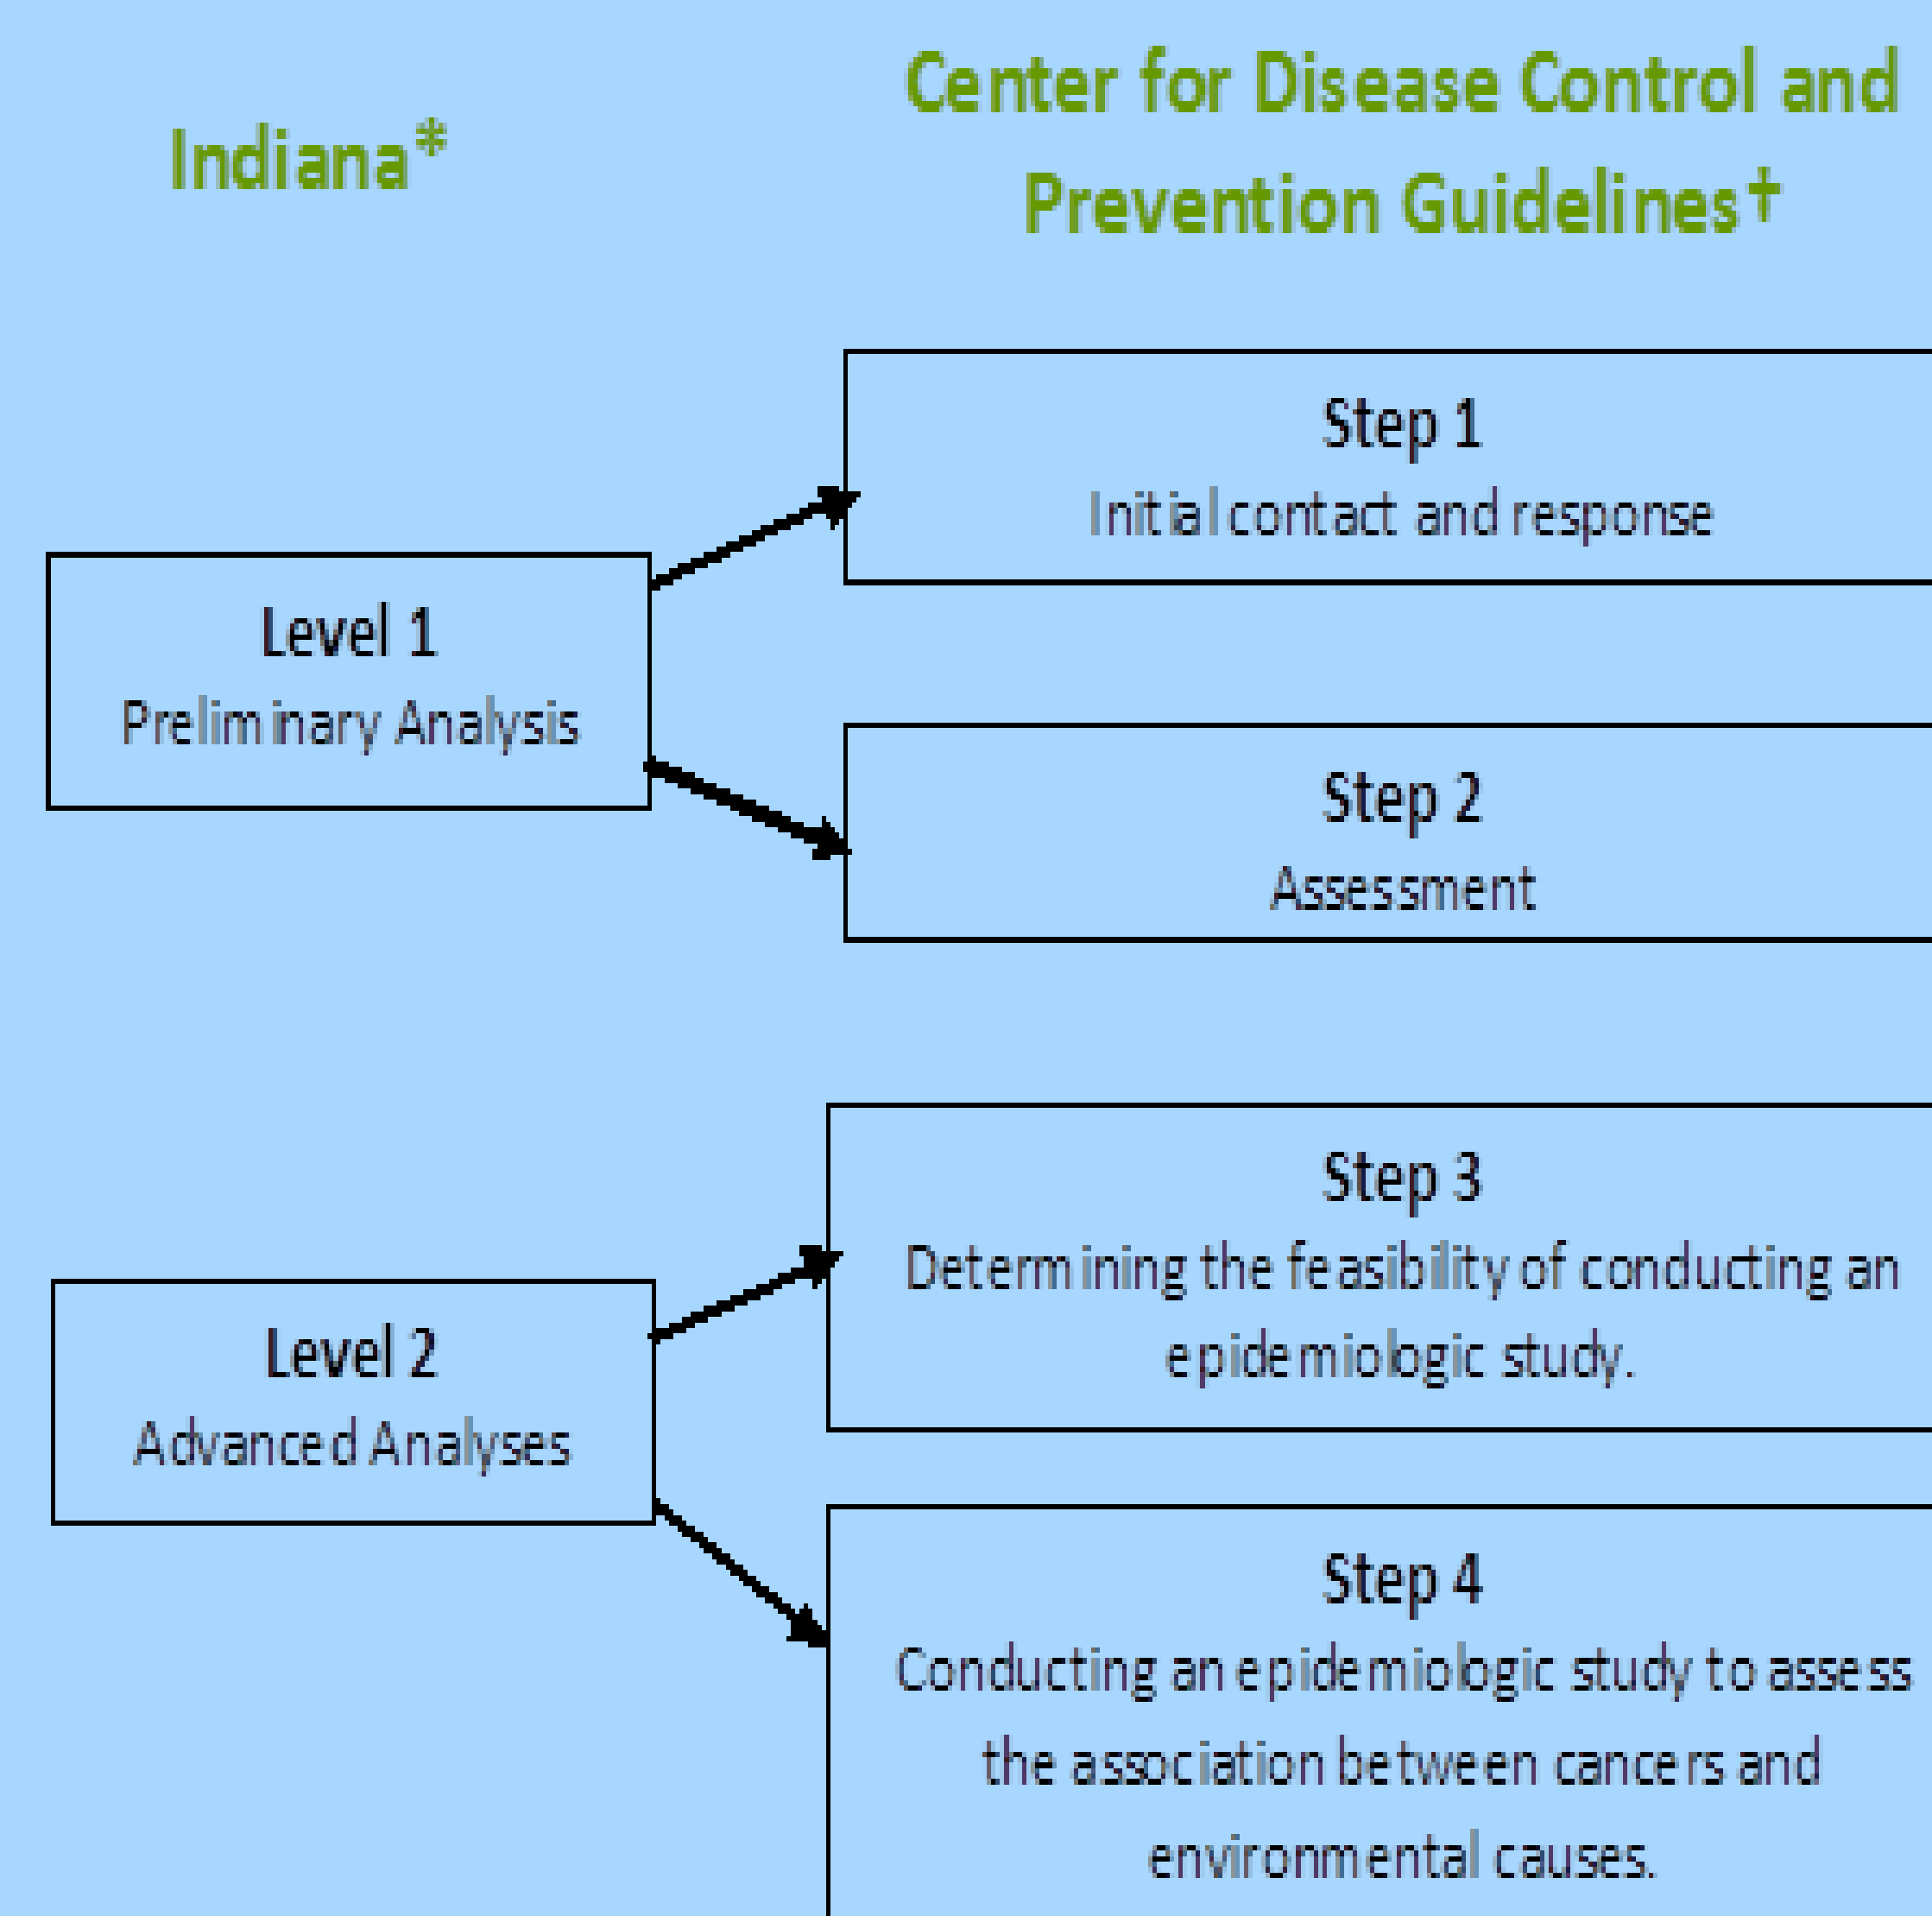 Indiana*
Center for Disease Control and
Prevention Guidelines†
Level 1
Preliminary Analysis
Step 1
Initial contact and response
Step 2
Assessment
Level 2
Advanced Analyses
Step 3
Determining the feasibility of conducting an
epidemiologic study.
Step 4
Conducting an epidemiologic study to assess
the association between cancers and
environmental causes.